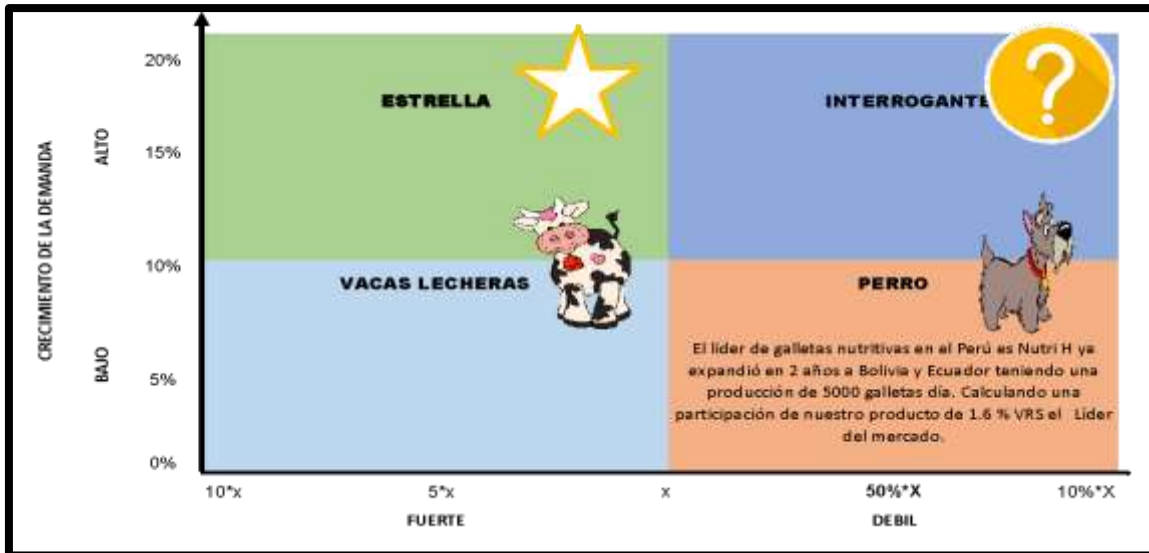 20%
ESTRELLA
INTERROGANTE
?
ALTO
15%
CRECIMIENTO DE LA DEMANDA
10%
VACAS LECHERAS
PERRO
El líder de galletas nutritivas en el Perú es Nutri H ya
expandió en 2 años a Bolivia y Ecuador teniendo una
producción de 5000 galletas día. Calculando una
participación de nuestro producto de 1.6 % VRS el Líder
del mercado.
BAJO
5%
0%
10*x 5*x x 50%*X 10%*X
FUERTE DEBIL